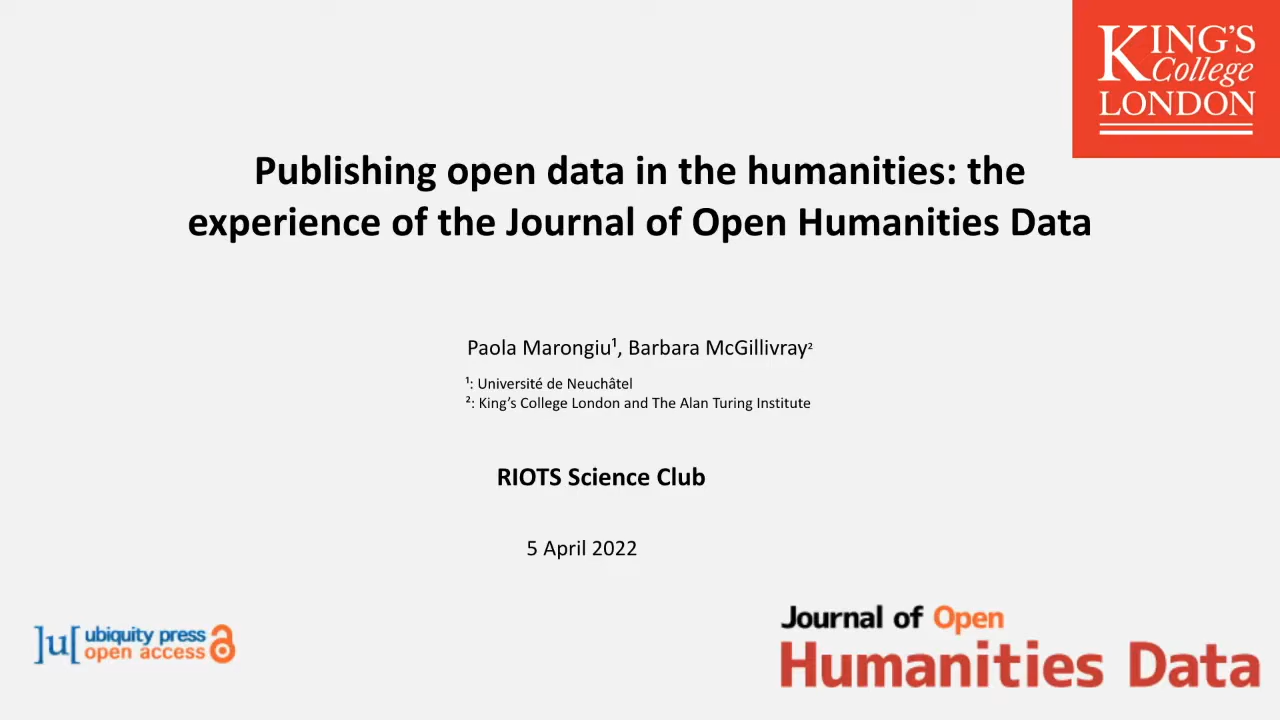 KING'S
College
LONDON
Publishing open data in the humanities: the
experience of the Journal of Open Humanities Data
Paola Marongiu¹, Barbara McGillivray²
¹: Université de Neuchâtel
²: King’s College London and The Alan Turing Institute
RIOTS Science Club
5 April 2022
]u[ ubiquity press
open access
Journal of Open
Humanities Data